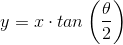 y = x · tan(θ/2)